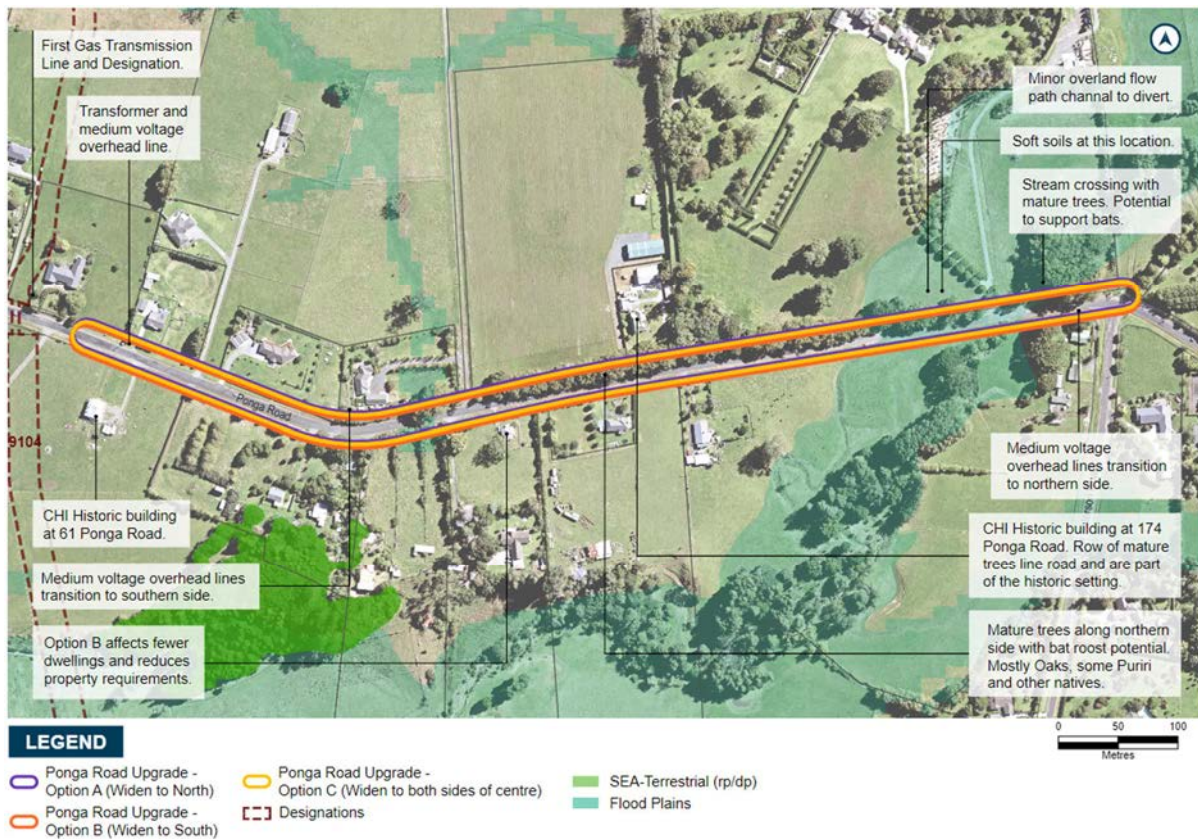 First Gas Transmission
Line and Designation.
Transformer and
medium voltage
overhead line.
Minor overland flow
path channal to divert.
Soft soils at this location.
Stream crossing with
mature trees. Potential
to support bats.
Ponga Road
9104
CHI Historic building
at 61 Ponga Road.
Medium voltage overhead lines
transition to southern side.
Option B affects fewer
dwellings and reduces
property requirements.
Medium voltage
overhead lines transition
to northern side.
CHI Historic building at 174
Ponga Road. Row of mature
trees line road and are part
of the historic setting.
Mature trees along northern
side with bat roost potential.
Mostly Oaks, some Puriri
and other natives.
0 50 100
Metres
LEGEND
Ponga Road Upgrade -
Option A (Widen to North)
Ponga Road Upgrade -
Option B (Widen to South)
Ponga Road Upgrade -
Option C (Widen to both sides of centre)
Designations
SEA-Terrestrial (rp/dp)
Flood Plains